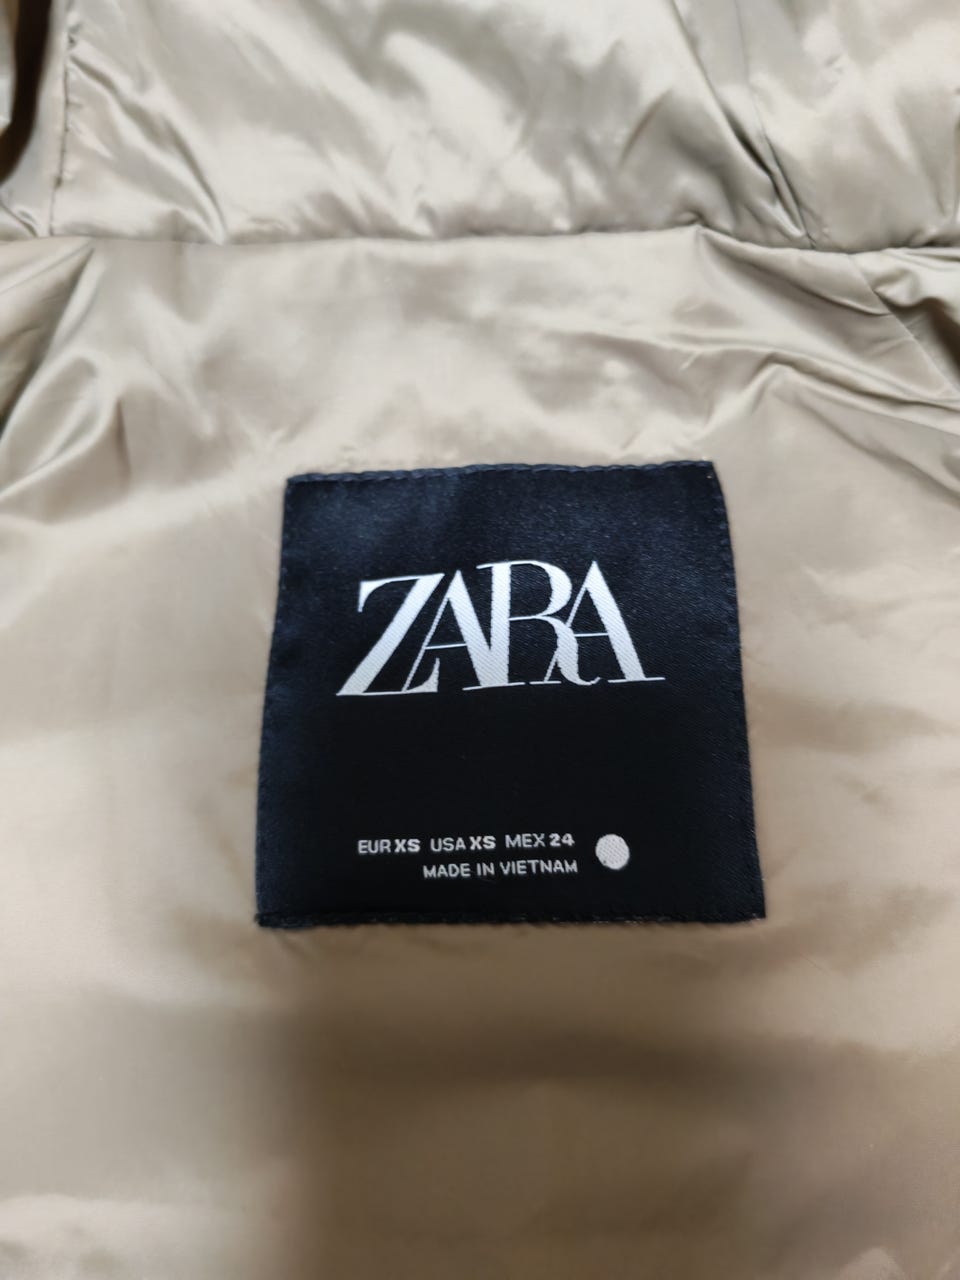 ZARA
EUR XS USA XS MEX 24
MADE IN VIETNAM